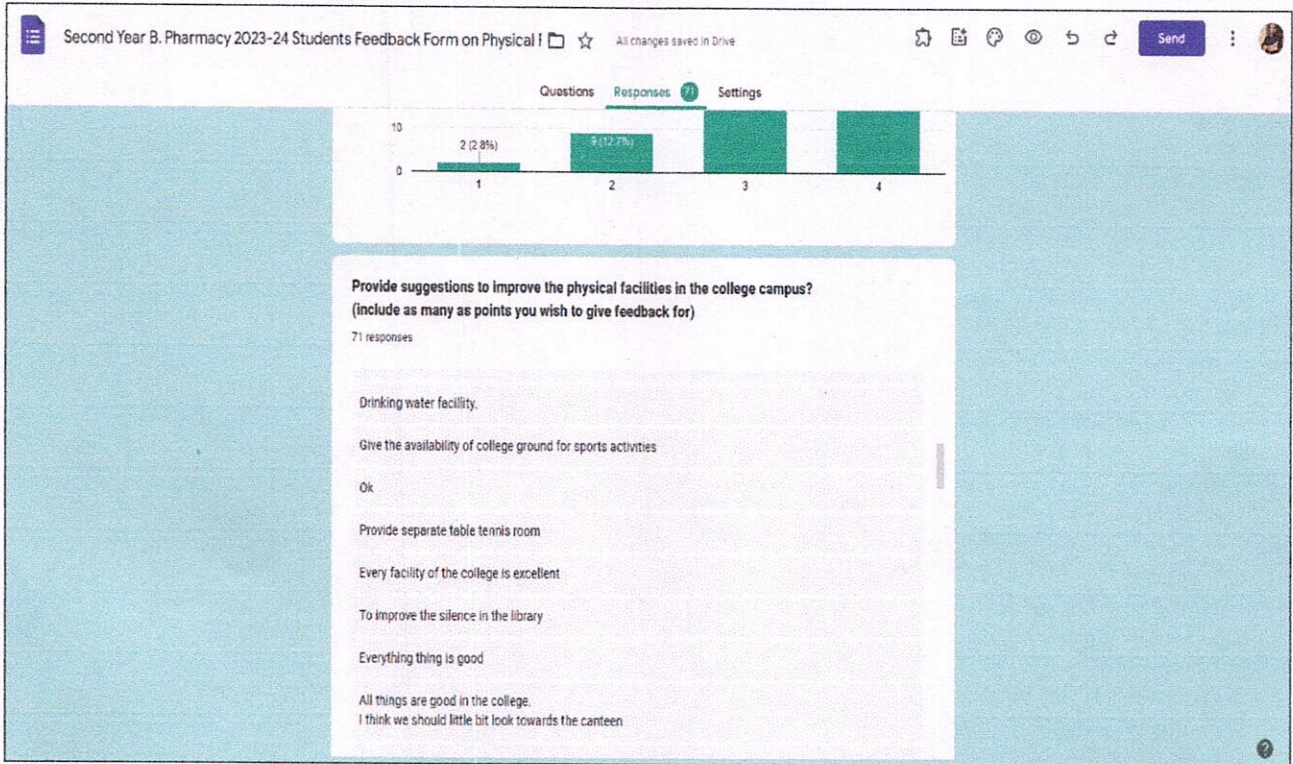 Second Year B. Pharmacy 2023-24 Students Feedback Form on Physical
All changes saved in Drive
Send
Questions Responses 71 Settings
10
2 (2.8%)
9 (12.7%)
0
1 2 3 4
Provide suggestions to improve the physical facilities in the college campus?
(include as many as points you wish to give feedback for)
71 responses
Drinking water facillity.
Give the availability of college ground for sports activities
Ok
Provide separate table tennis room
Every facility of the college is excellent
To improve the silence in the library
Everything thing is good
All things are good in the college.
I think we should little bit look towards the canteen